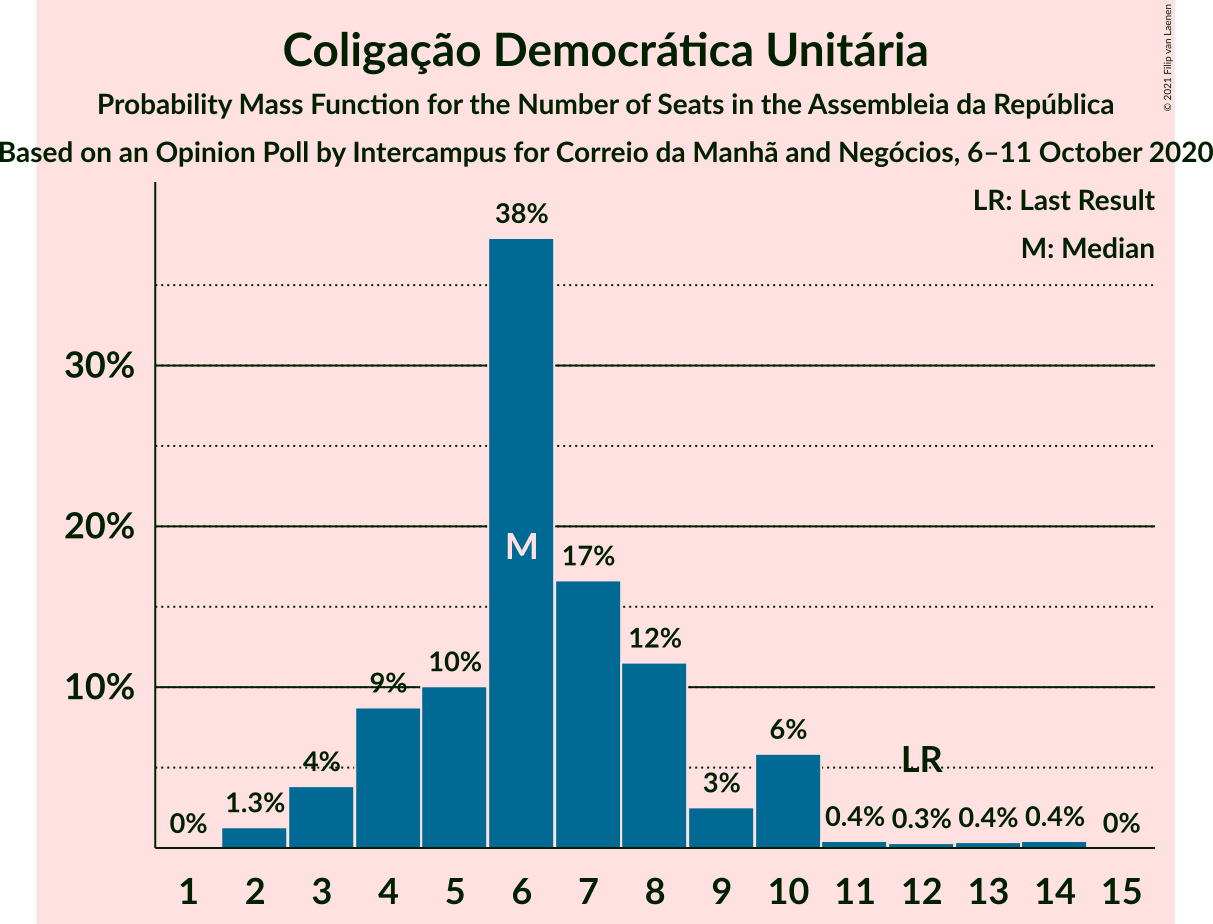 Coligação Democrática Unitária
Probability Mass Function for the Number of Seats in the Assembleia da República
Based on an Opinion Poll by Intercampus for Correio da Manhã and Negócios, 6–11 October 2020
© 2021 Filip van Laenen
LR: Last Result
M: Median
38%
30%
20%
M
17%
12%
10%
9%
10%
6%
LR
4%
3%
1.3%
0%
0.4%
0.3%
0.4%
0.4%
0%
1 2 3 4 5 6 7 8 9 10 11 12 13 14 15